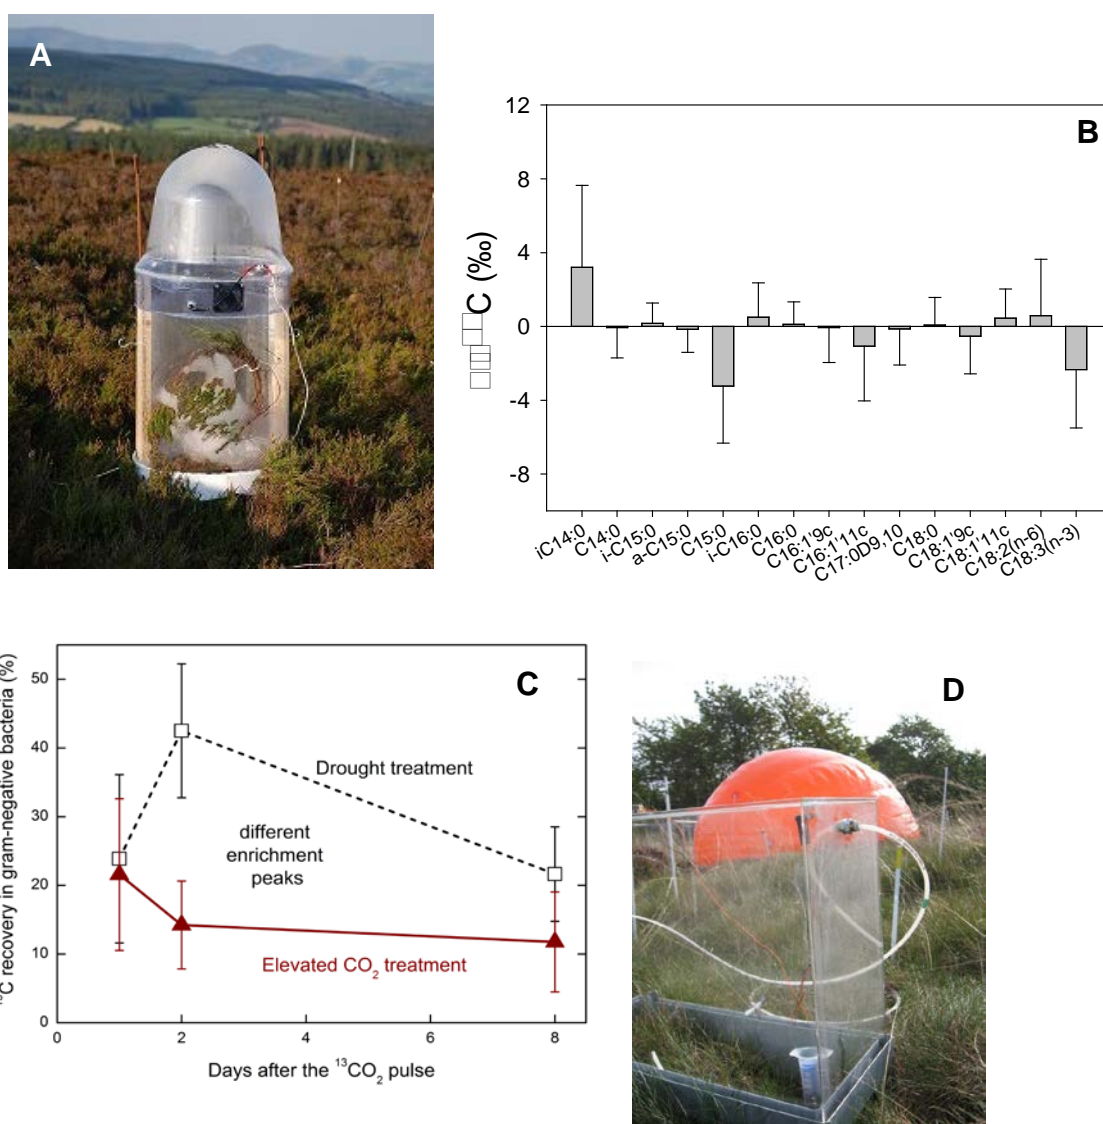 A
B
12
8
4
0
-4
-8
C (‰)
iC14:0
C14:0
i-C15:0
a-C15:0
C15:0
i-C16:0
C16:0
C16:1'9c
C16:1'11c
C17:0D9,10
C18:0
C18:1'9c
C18:1'11c
C18:2(n-6)
C18:3(n-3)
C
50
40
30
20
10
0
C recovery in gram-negative bacteria (%)
Drought treatment
different
enrichment
peaks
Elevated CO₂ treatment
0
2
4
6
8
Days after the ¹³CO₂ pulse
D